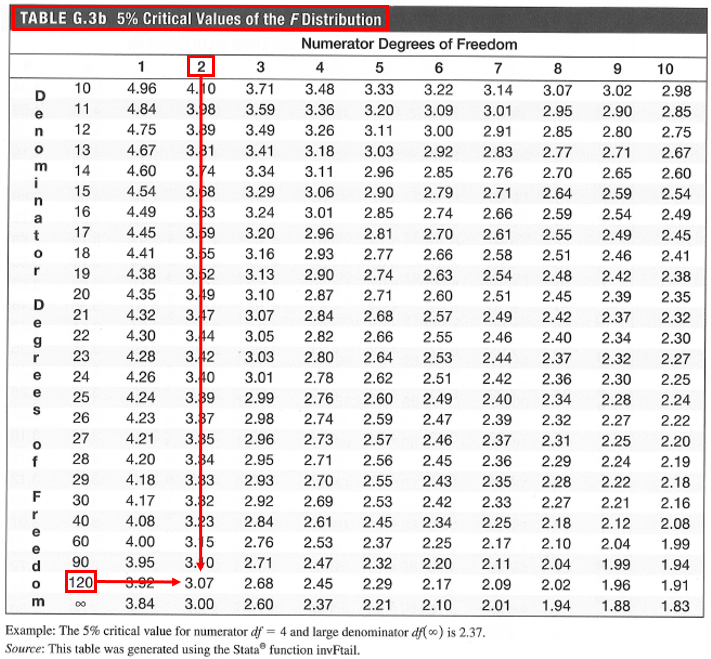 TABLE G.3b 5% Critical Values of the F Distribution
Numerator Degrees of Freedom
1 2 3 4 5 6 7 8 9 10
Denominator Degrees of Freedom
10 4.96 4.10 3.71 3.48 3.33 3.22 3.14 3.07 3.02 2.98
11 4.84 3.98 3.59 3.36 3.20 3.09 3.01 2.95 2.90 2.85
12 4.75 3.89 3.49 3.26 3.11 3.00 2.91 2.85 2.80 2.75
13 4.67 3.81 3.41 3.18 3.03 2.92 2.83 2.77 2.71 2.67
14 4.60 3.74 3.34 3.11 2.96 2.85 2.76 2.70 2.65 2.60
15 4.54 3.68 3.29 3.06 2.90 2.79 2.71 2.64 2.59 2.54
16 4.49 3.63 3.24 3.01 2.85 2.74 2.66 2.59 2.54 2.49
17 4.45 3.59 3.20 2.96 2.81 2.70 2.61 2.55 2.49 2.45
18 4.41 3.55 3.16 2.93 2.77 2.66 2.58 2.51 2.46 2.41
19 4.38 3.52 3.13 2.90 2.74 2.63 2.54 2.48 2.42 2.38
20 4.35 3.49 3.10 2.87 2.71 2.60 2.51 2.45 2.39 2.35
21 4.32 3.47 3.07 2.84 2.68 2.57 2.49 2.42 2.37 2.32
22 4.30 3.44 3.05 2.82 2.66 2.55 2.46 2.40 2.34 2.30
23 4.28 3.42 3.03 2.80 2.64 2.53 2.44 2.37 2.32 2.27
24 4.26 3.40 3.01 2.78 2.62 2.51 2.42 2.36 2.30 2.25
25 4.24 3.39 2.99 2.76 2.60 2.49 2.40 2.34 2.28 2.24
26 4.23 3.37 2.98 2.74 2.59 2.47 2.39 2.32 2.27 2.22
27 4.21 3.35 2.96 2.73 2.57 2.46 2.37 2.31 2.25 2.20
28 4.20 3.34 2.95 2.71 2.56 2.45 2.36 2.29 2.24 2.19
29 4.18 3.33 2.93 2.70 2.55 2.43 2.35 2.28 2.22 2.18
30 4.17 3.32 2.92 2.69 2.53 2.42 2.33 2.27 2.21 2.16
40 4.08 3.23 2.84 2.61 2.45 2.34 2.25 2.18 2.12 2.08
60 4.00 3.15 2.76 2.53 2.37 2.25 2.17 2.10 2.04 1.99
90 3.95 3.10 2.71 2.47 2.32 2.20 2.11 2.04 1.99 1.94
120 3.92 3.07 2.68 2.45 2.29 2.17 2.09 2.02 1.96 1.91
∞ 3.84 3.00 2.60 2.37 2.21 2.10 2.01 1.94 1.88 1.83
Example: The 5% critical value for numerator df = 4 and large denominator df(∞) is 2.37.
Source: This table was generated using the Stata® function invFtail.